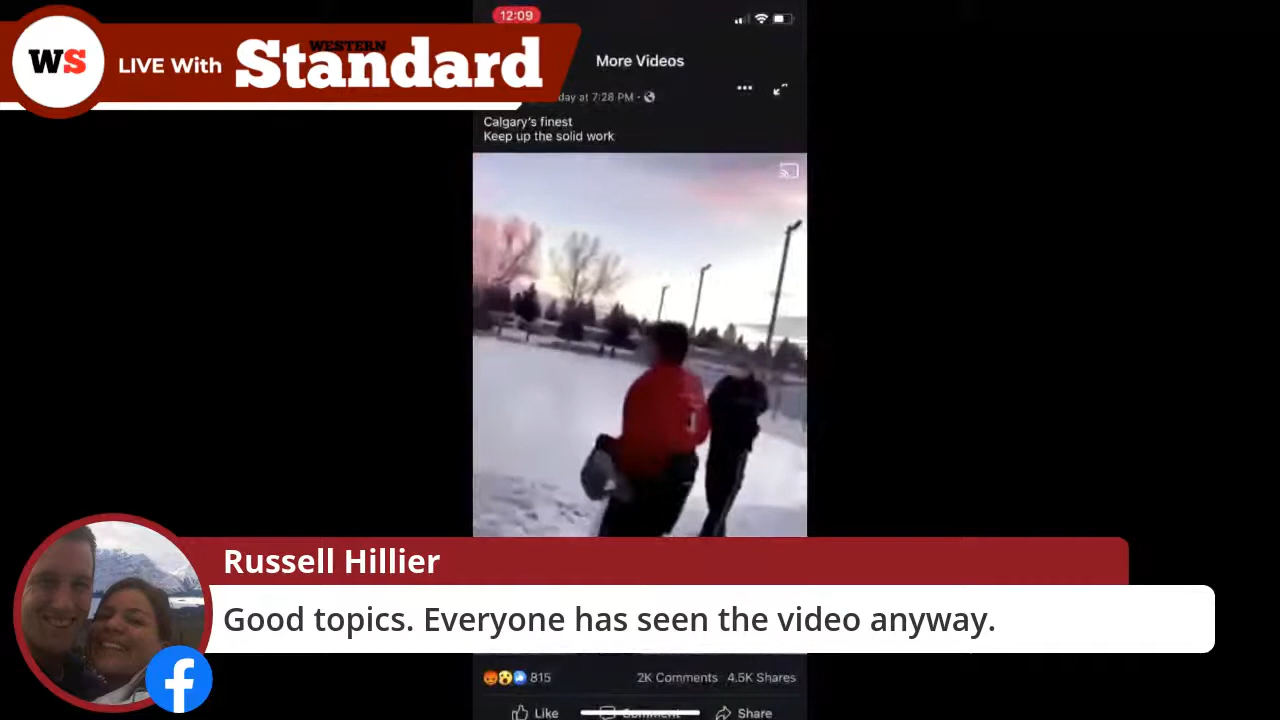 12:09
WS
LIVE With
WESTERN
Standard
More Videos
day at 7:28 PM
Calgary's finest
Keep up the solid work
Russell Hillier
Good topics. Everyone has seen the video anyway.
815
2K Comments
4.5K Shares
Like
Comment
Share